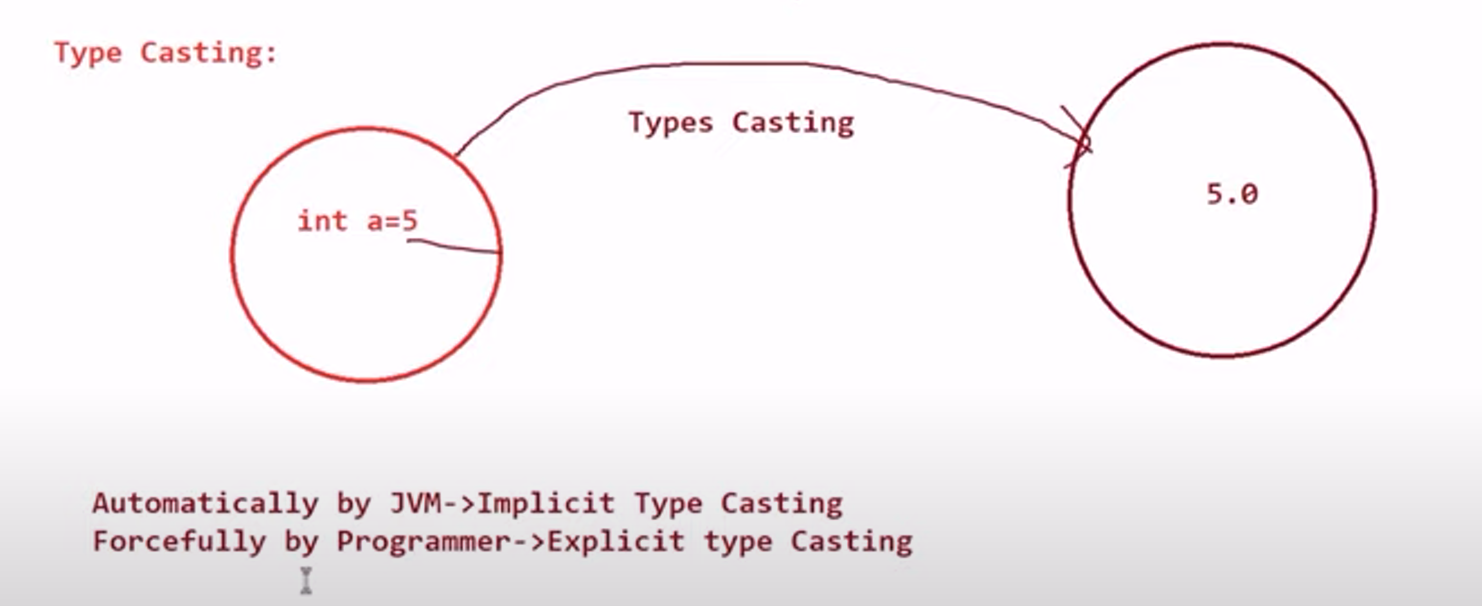 Type Casting:
Types Casting
int a=5
5.0
Automatically by JVM->Implicit Type Casting
Forcefully by Programmer->Explicit type Casting